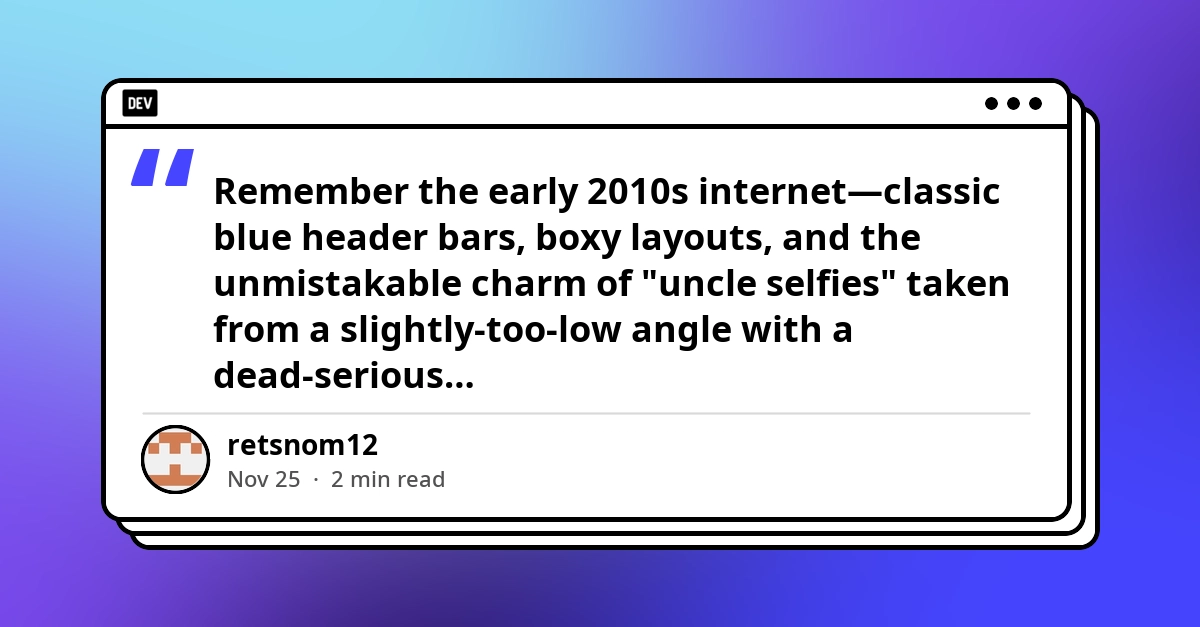 DEV
“
Remember the early 2010s internet—classic
blue header bars, boxy layouts, and the
unmistakable charm of "uncle selfies" taken
from a slightly-too-low angle with a
dead-serious...
retsnom12
Nov 25 · 2 min read